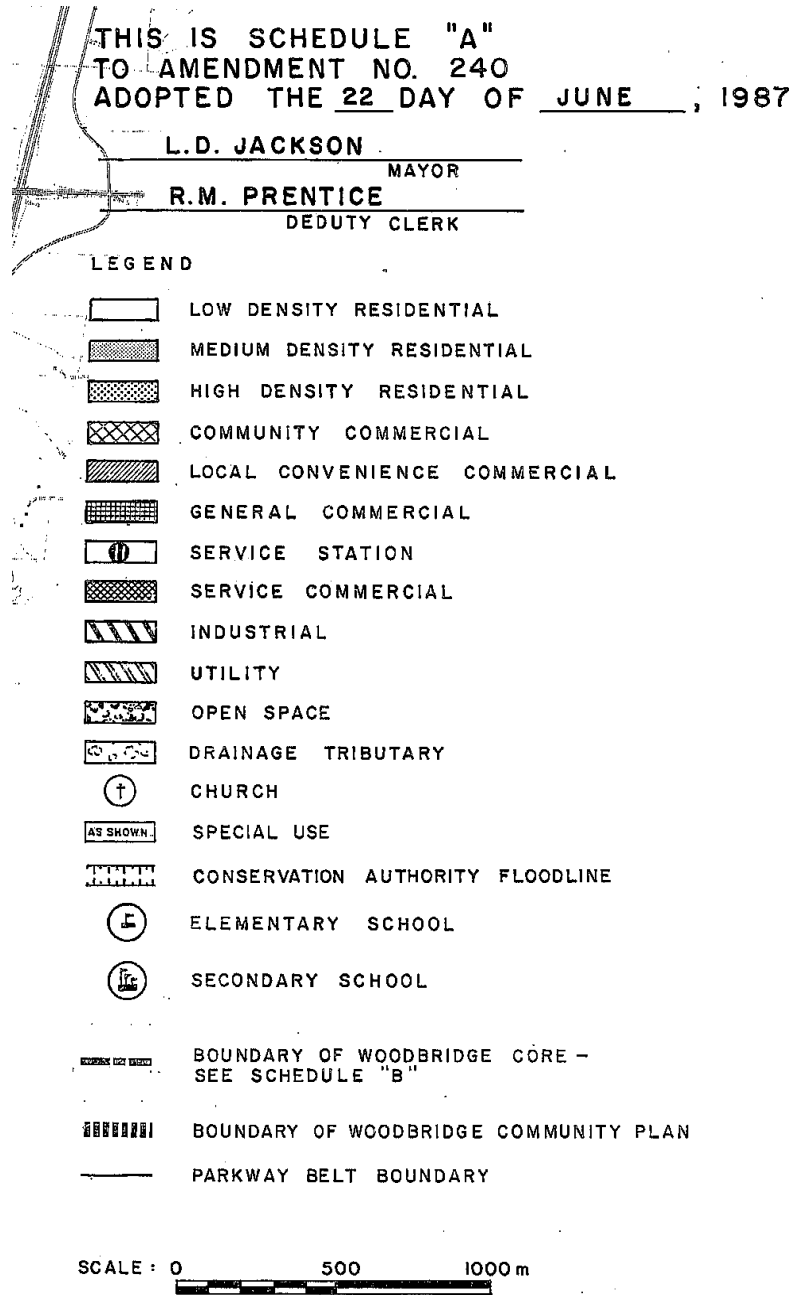 THIS IS SCHEDULE "A"
TO AMENDMENT NO. 240
ADOPTED THE 22 DAY OF JUNE , 1987
L.D. JACKSON
MAYOR
R.M. PRENTICE
DEDUTY CLERK
LEGEND
LOW DENSITY RESIDENTIAL
MEDIUM DENSITY RESIDENTIAL
HIGH DENSITY RESIDENTIAL
COMMUNITY COMMERCIAL
LOCAL CONVENIENCE COMMERCIAL
GENERAL COMMERCIAL
SERVICE STATION
SERVICE COMMERCIAL
INDUSTRIAL
UTILITY
OPEN SPACE
DRAINAGE TRIBUTARY
CHURCH
AS SHOWN SPECIAL USE
CONSERVATION AUTHORITY FLOODLINE
ELEMENTARY SCHOOL
SECONDARY SCHOOL
BOUNDARY OF WOODBRIDGE CORE –
SEE SCHEDULE "B"
BOUNDARY OF WOODBRIDGE COMMUNITY PLAN
PARKWAY BELT BOUNDARY
SCALE: 0 500 1000 m